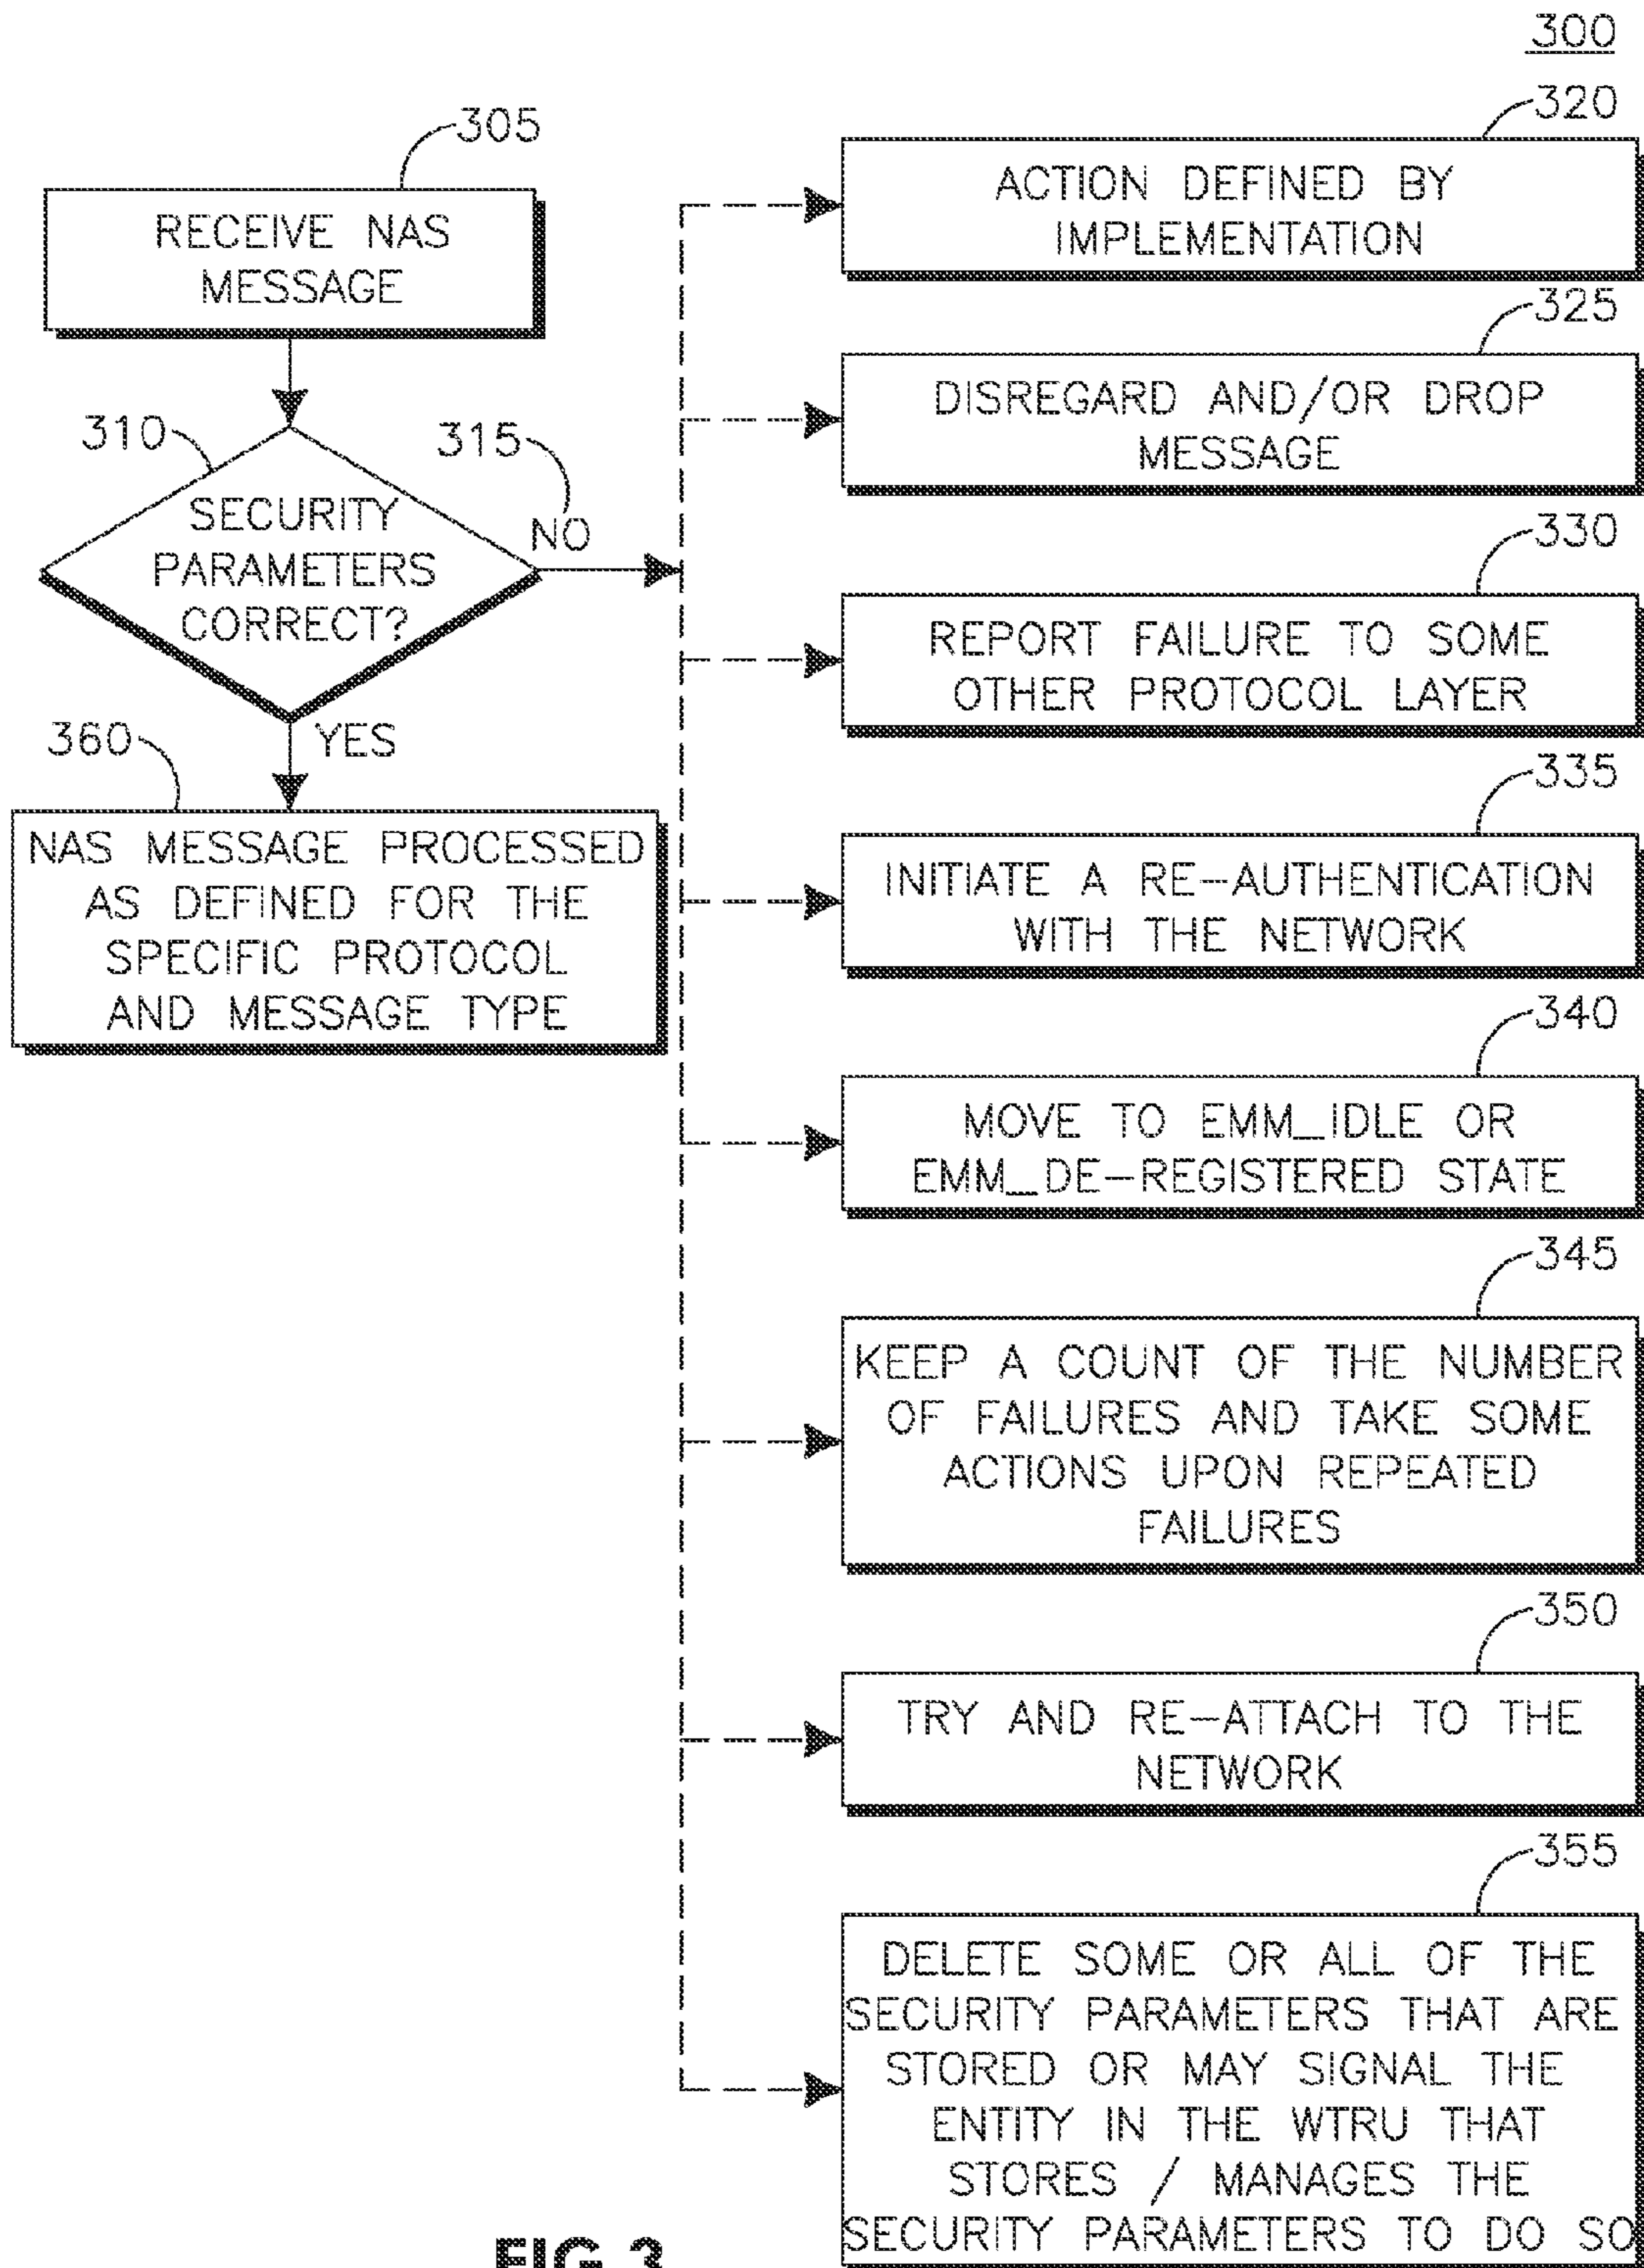 300
305
RECEIVE NAS
MESSAGE
310
SECURITY
PARAMETERS
CORRECT?
315
NO
YES
360
NAS MESSAGE PROCESSED
AS DEFINED FOR THE
SPECIFIC PROTOCOL
AND MESSAGE TYPE
320
ACTION DEFINED BY
IMPLEMENTATION
325
DISREGARD AND/OR DROP
MESSAGE
330
REPORT FAILURE TO SOME
OTHER PROTOCOL LAYER
335
INITIATE A RE-AUTHENTICATION
WITH THE NETWORK
340
MOVE TO EMM_IDLE OR
EMM_DE-REGISTERED STATE
345
KEEP A COUNT OF THE NUMBER
OF FAILURES AND TAKE SOME
ACTIONS UPON REPEATED
FAILURES
350
TRY AND RE-ATTACH TO THE
NETWORK
355
DELETE SOME OR ALL OF THE
SECURITY PARAMETERS THAT ARE
STORED OR MAY SIGNAL THE
ENTITY IN THE WTRU THAT
STORES / MANAGES THE
SECURITY PARAMETERS TO DO SO
FIG.3